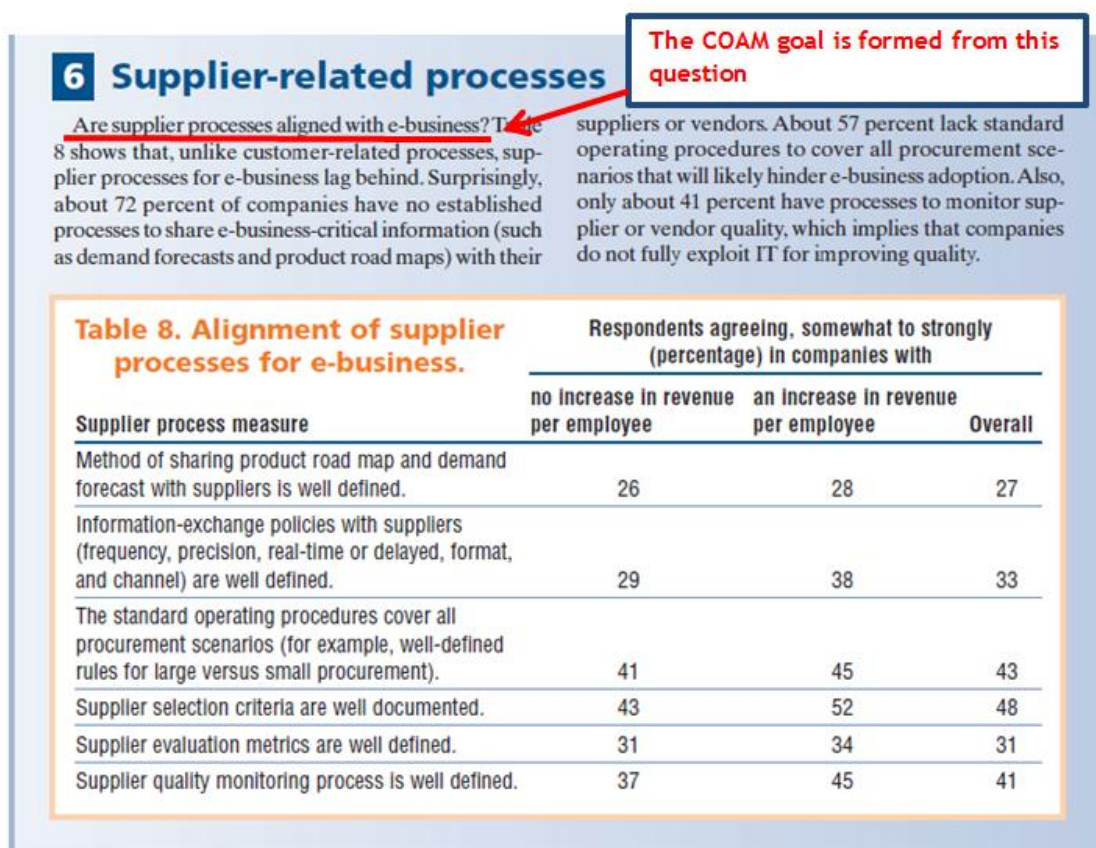 The COAM goal is formed from this
question
6 Supplier-related processes
Are supplier processes aligned with e-business?
8 shows that, unlike customer-related processes, sup-
plier processes for e-business lag behind. Surprisingly,
about 72 percent of companies have no established
processes to share e-business-critical information (such
as demand forecasts and product road maps) with their
suppliers or vendors. About 57 percent lack standard
operating procedures to cover all procurement sce-
narios that will likely hinder e-business adoption. Also,
only about 41 percent have processes to monitor sup-
plier or vendor quality, which implies that companies
do not fully exploit IT for improving quality.
Table 8. Alignment of supplier
processes for e-business.
Respondents agreeing, somewhat to strongly
(percentage) in companies with
no increase in revenue an increase in revenue
Supplier process measure per employee per employee Overall
Method of sharing product road map and demand
forecast with suppliers is well defined. 26 28 27
Information-exchange policies with suppliers
(frequency, precision, real-time or delayed, format,
and channel) are well defined. 29 38 33
The standard operating procedures cover all
procurement scenarios (for example, well-defined
rules for large versus small procurement). 41 45 43
Supplier selection criteria are well documented. 43 52 48
Supplier evaluation metrics are well defined. 31 34 31
Supplier quality monitoring process is well defined. 37 45 41